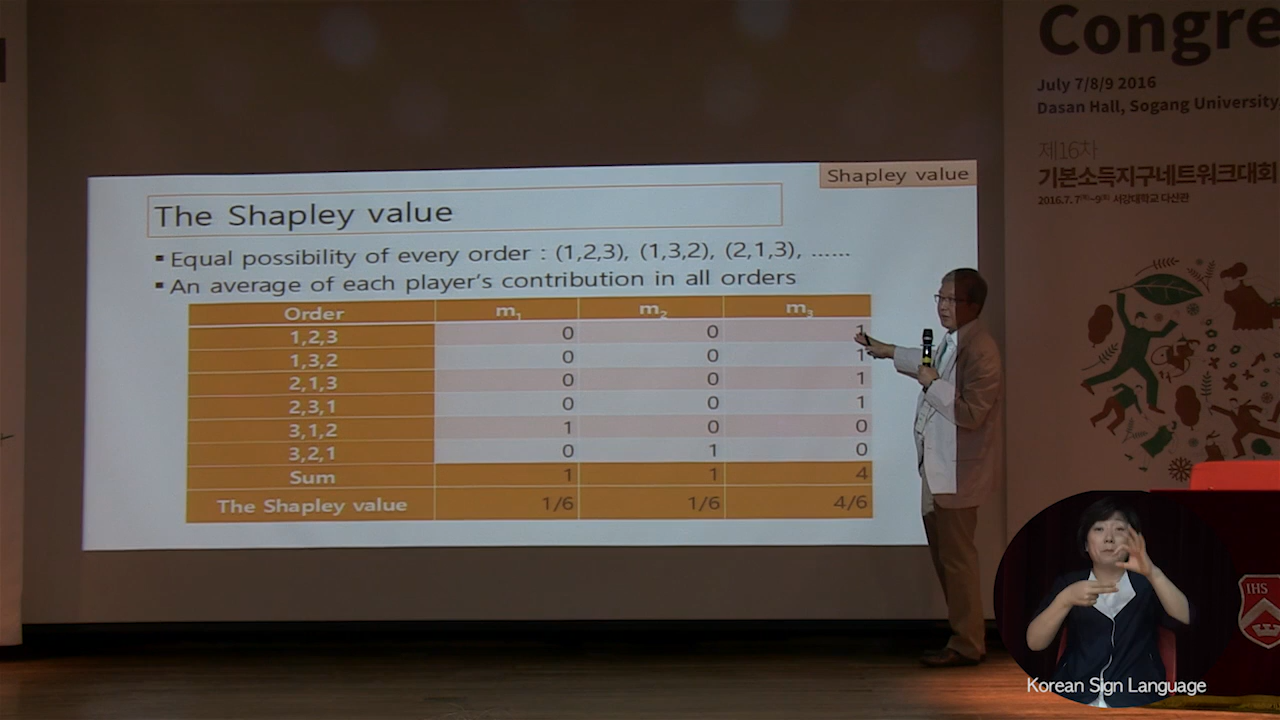 Congre
July 7/8/9 2016
Dasan Hall, Sogang University,
제16차
기본소득지구네트워크대회
2016.7. 7(목)-9(토) 서강대학교 다산관
Shapley value
The Shapley value
▪ Equal possibility of every order : (1,2,3), (1,3,2), (2,1,3), ......
▪ An average of each player's contribution in all orders
Order m1 m2 m3
1,2,3 0 0 1
1,3,2 0 0 1
2,1,3 0 0 1
2,3,1 0 0 1
3,1,2 1 0 0
3,2,1 0 1 0
Sum 1 1 4
The Shapley value 1/6 1/6 4/6
IHS
Korean Sign Language